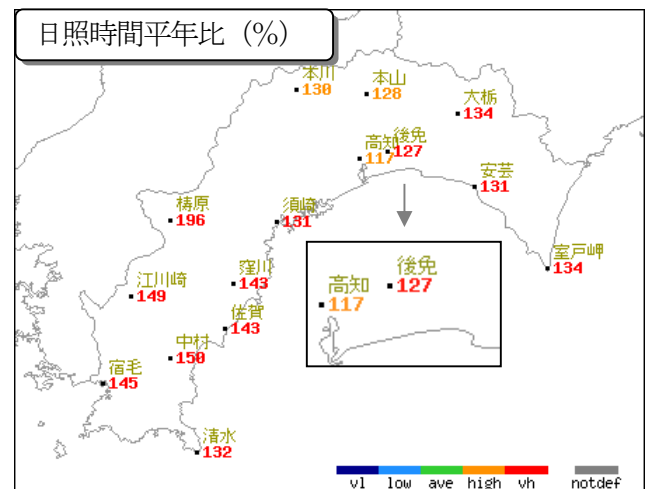 日照時間平年比（%）
本川
130
本山
128
大栃
134
高知
117
後免
127
安芸
131
梼原
196
須崎
131
室戸岬
134
江川崎
149
窪川
143
佐賀
143
中村
150
宿毛
145
清水
132
後免
127
高知
117
vl low ave high vh notdef